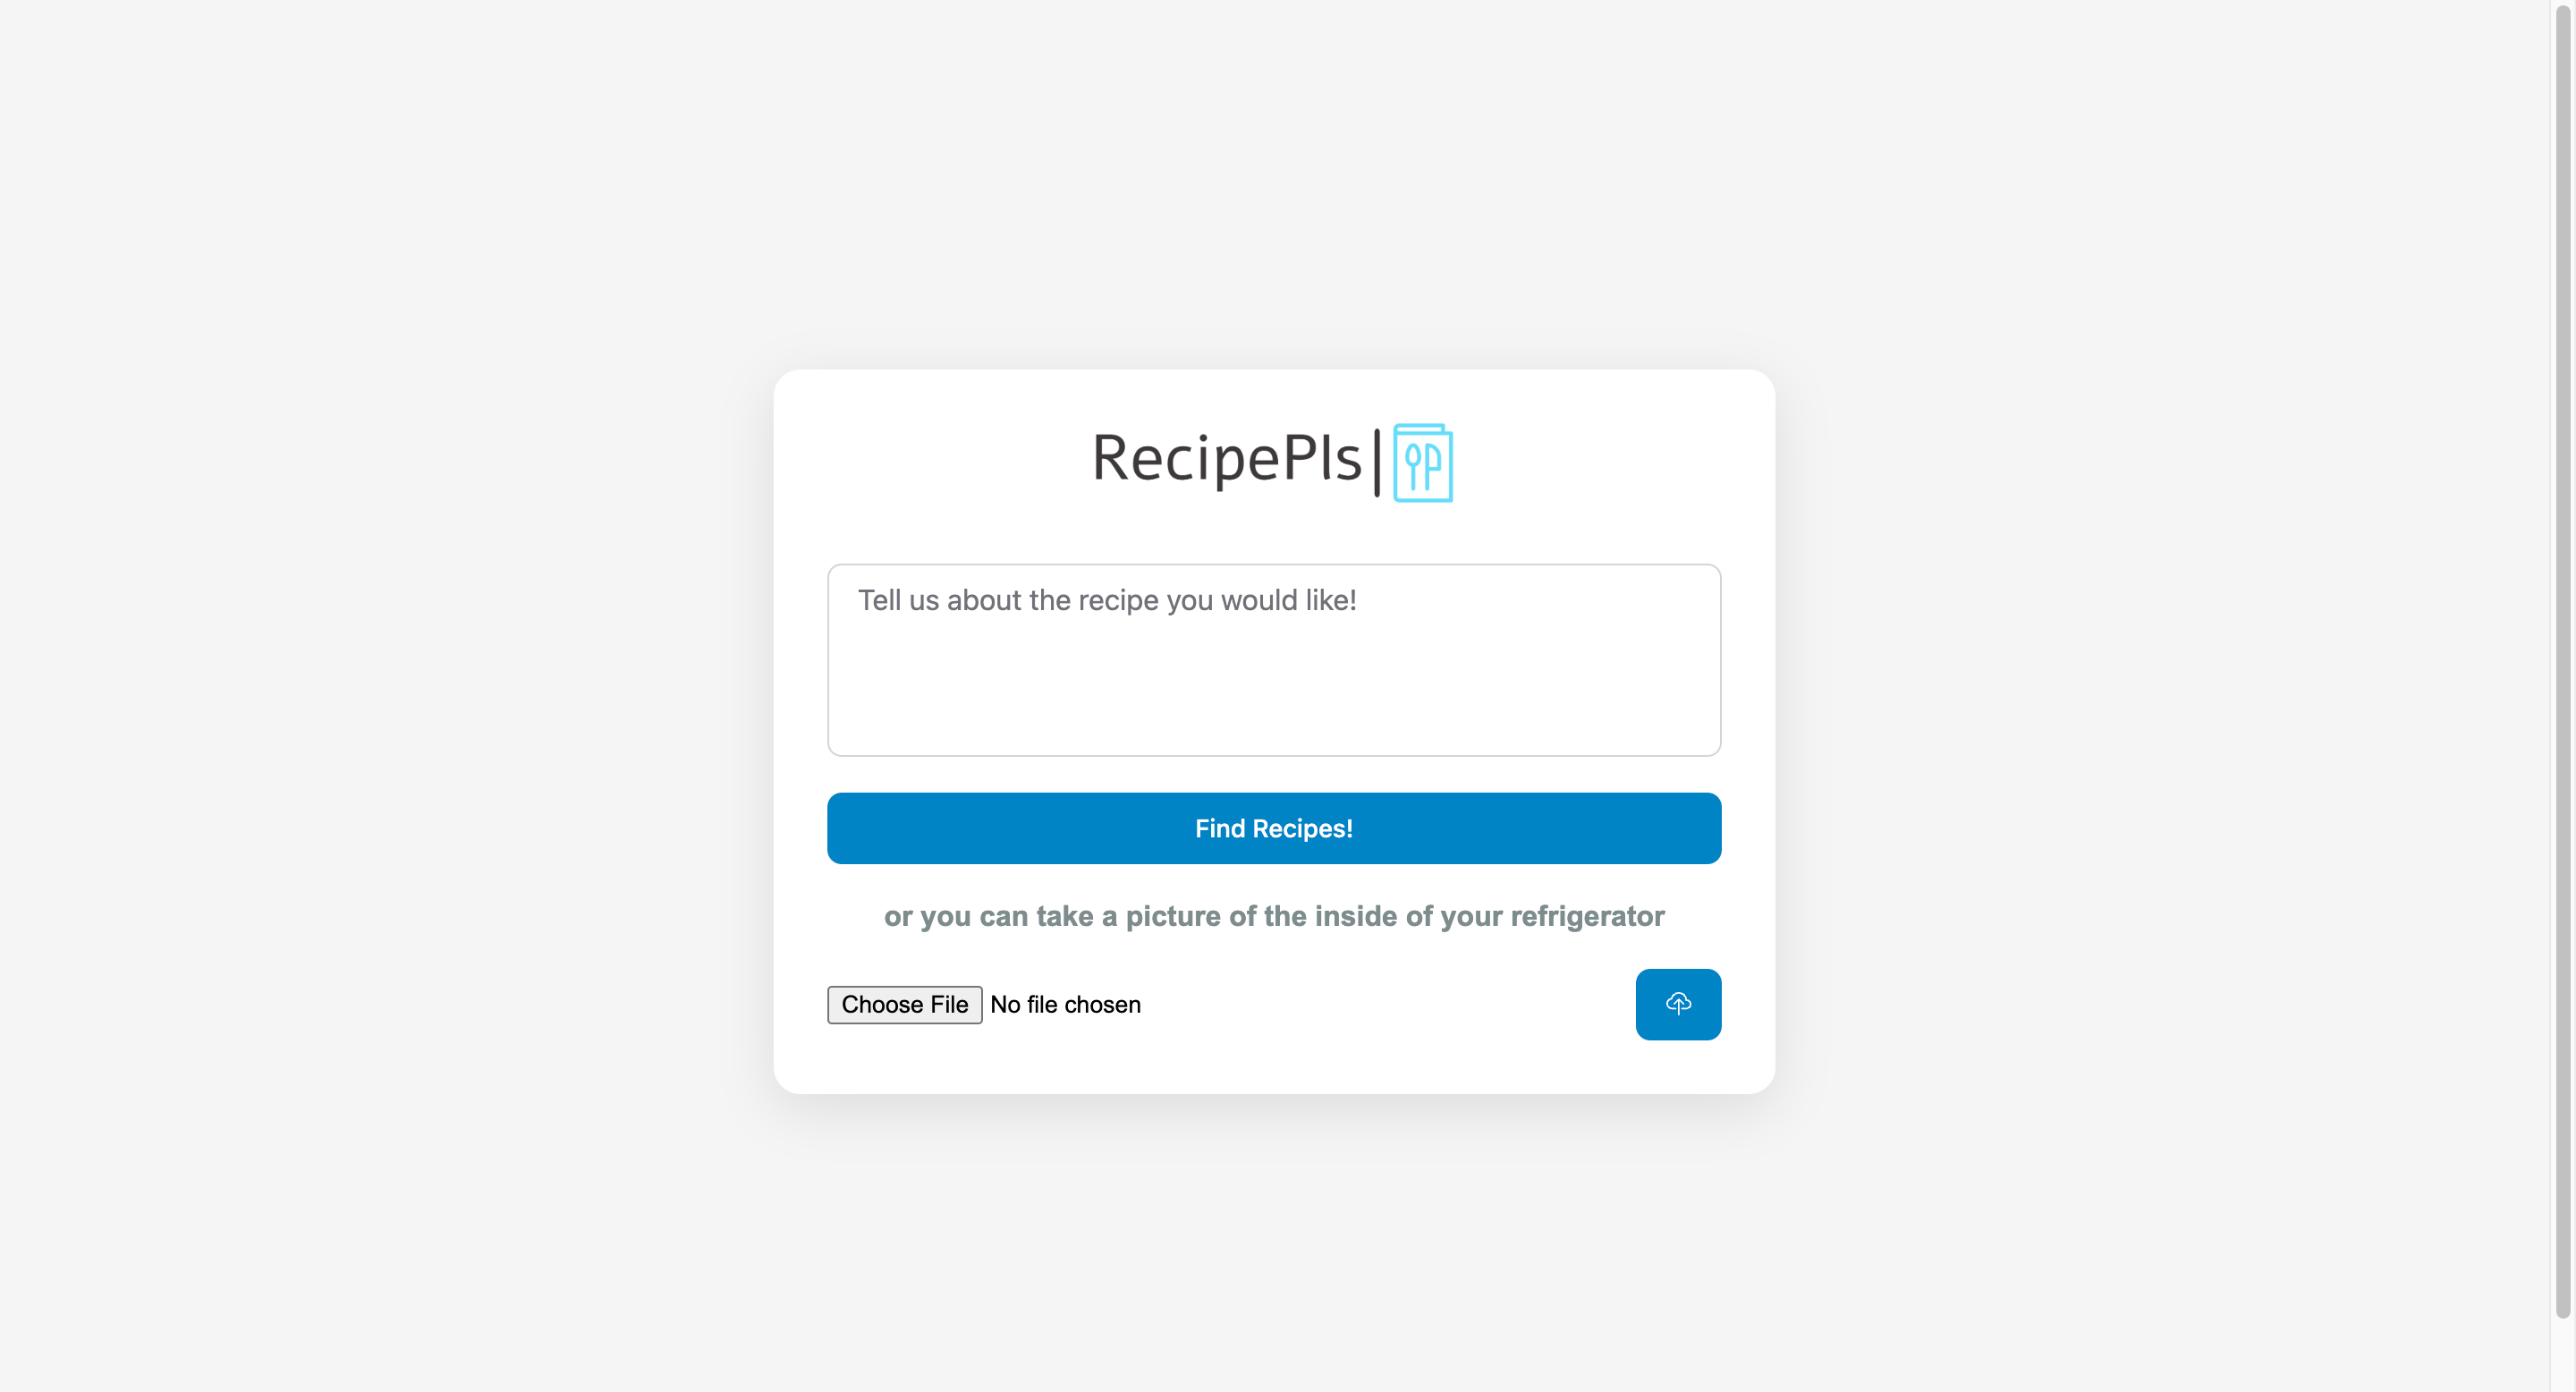 RecipePls|
Tell us about the recipe you would like!
Find Recipes!
or you can take a picture of the inside of your refrigerator
Choose File No file chosen